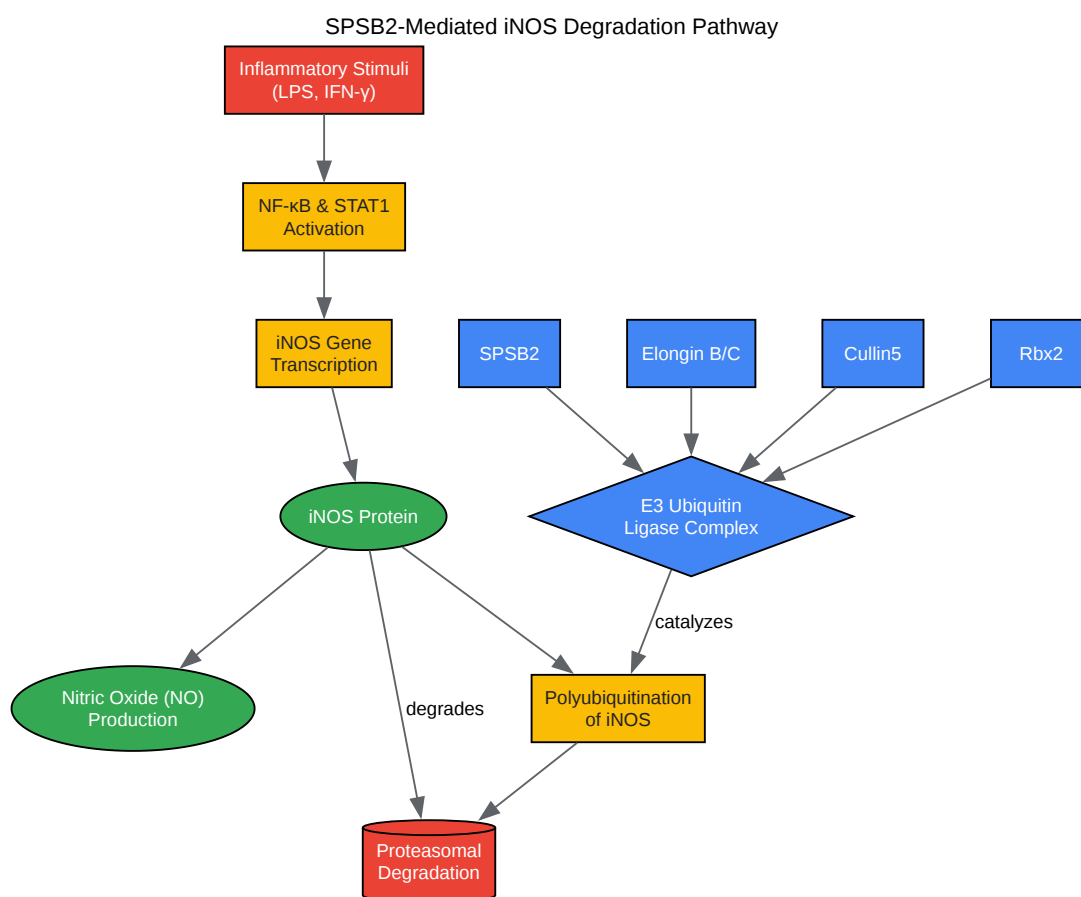 SPSB2-Mediated iNOS Degradation Pathway
Inflammatory Stimuli
(LPS, IFN-γ)
NF-κB & STAT1
Activation
iNOS Gene
Transcription
SPSB2
Elongin B/C
Cullin5
Rbx2
iNOS Protein
E3 Ubiquitin
Ligase Complex
catalyzes
Nitric Oxide (NO)
Production
degrades
Polyubiquitination
of iNOS
Proteasomal
Degradation